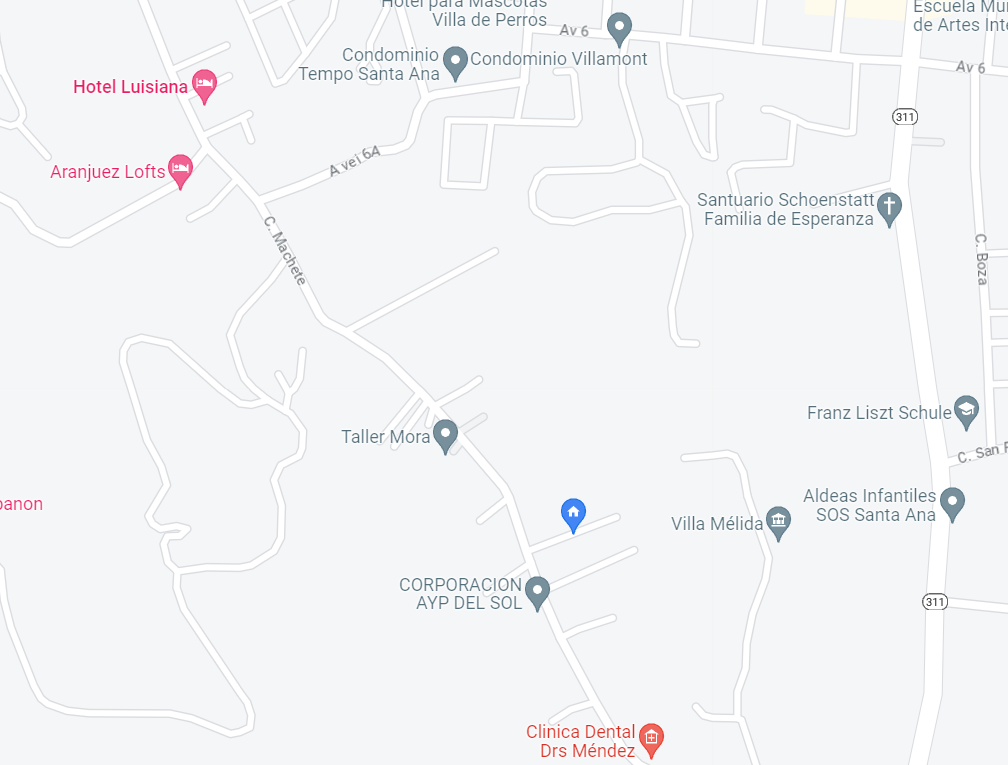 Hotel para Mascotas
Villa de Perros
Escuela Mu
de Artes Inte
Av 6
Condominio
Tempo Santa Ana
Condominio Villamont
Av 6
Hotel Luisiana
311
A vei 6A
Aranjuez Lofts
Santuario Schoenstatt
Familia de Esperanza
C. Machete
C. Boza
Franz Liszt Schule
Taller Mora
C. San
banon
Aldeas Infantiles
SOS Santa Ana
Villa Mélida
CORPORACION
AYP DEL SOL
311
Clinica Dental
Drs Méndez